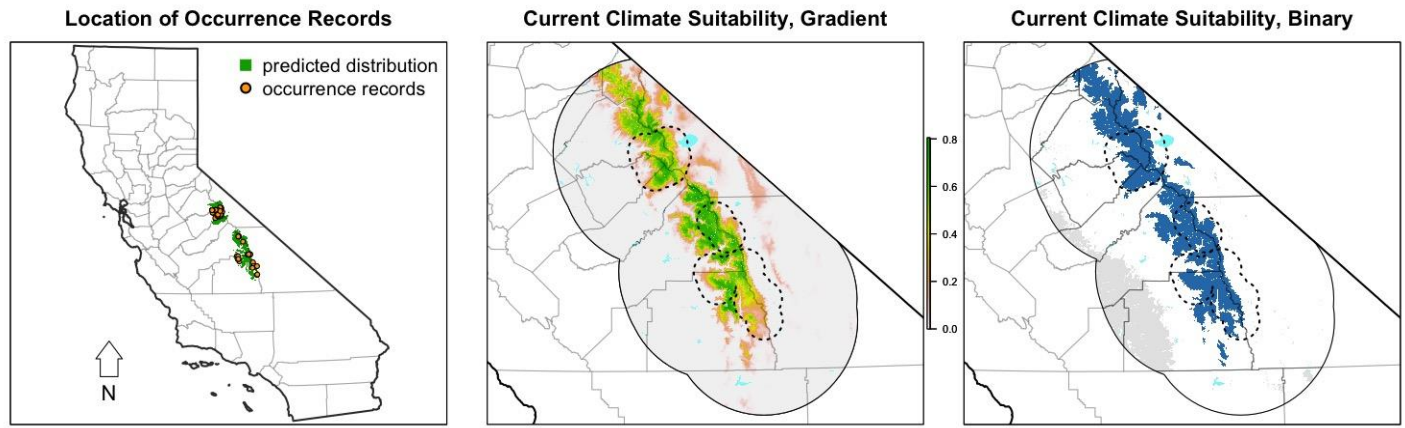 Location of Occurrence Records
predicted distribution
occurrence records
N
Current Climate Suitability, Gradient
0.8
0.6
0.4
0.2
0.0
Current Climate Suitability, Binary